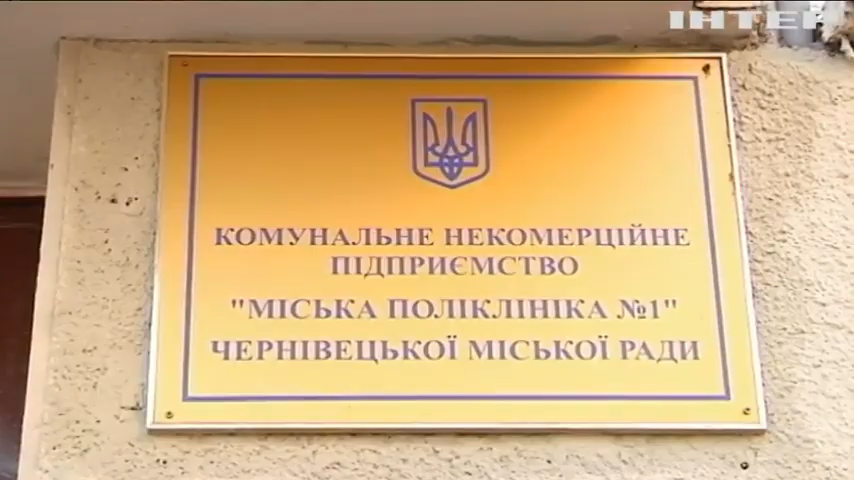 ІНТЕР
КОМУНАЛЬНЕ НЕКОМЕРЦІЙНЕ
ПІДПРИЄМСТВО
"МІСЬКА ПОЛІКЛІНІКА №1"
ЧЕРНІВЕЦЬКОЇ МІСЬКОЇ РАДИ